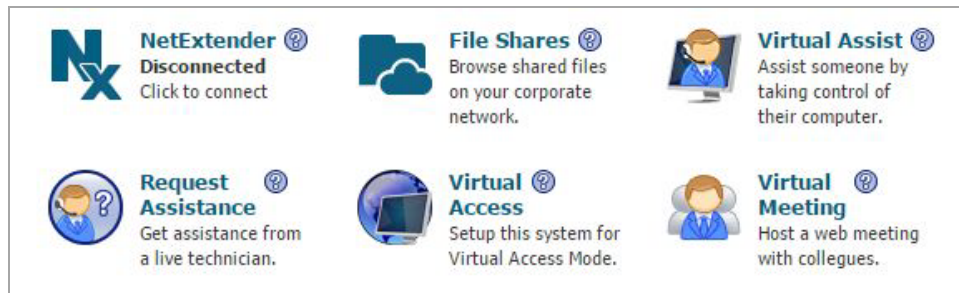 NetExtender
Disconnected
Click to connect
File Shares
Browse shared files
on your corporate
network.
Virtual Assist
Assist someone by
taking control of
their computer.
Request
Assistance
Get assistance from
a live technician.
Virtual
Access
Setup this system for
Virtual Access Mode.
Virtual
Meeting
Host a web meeting
with collegues.